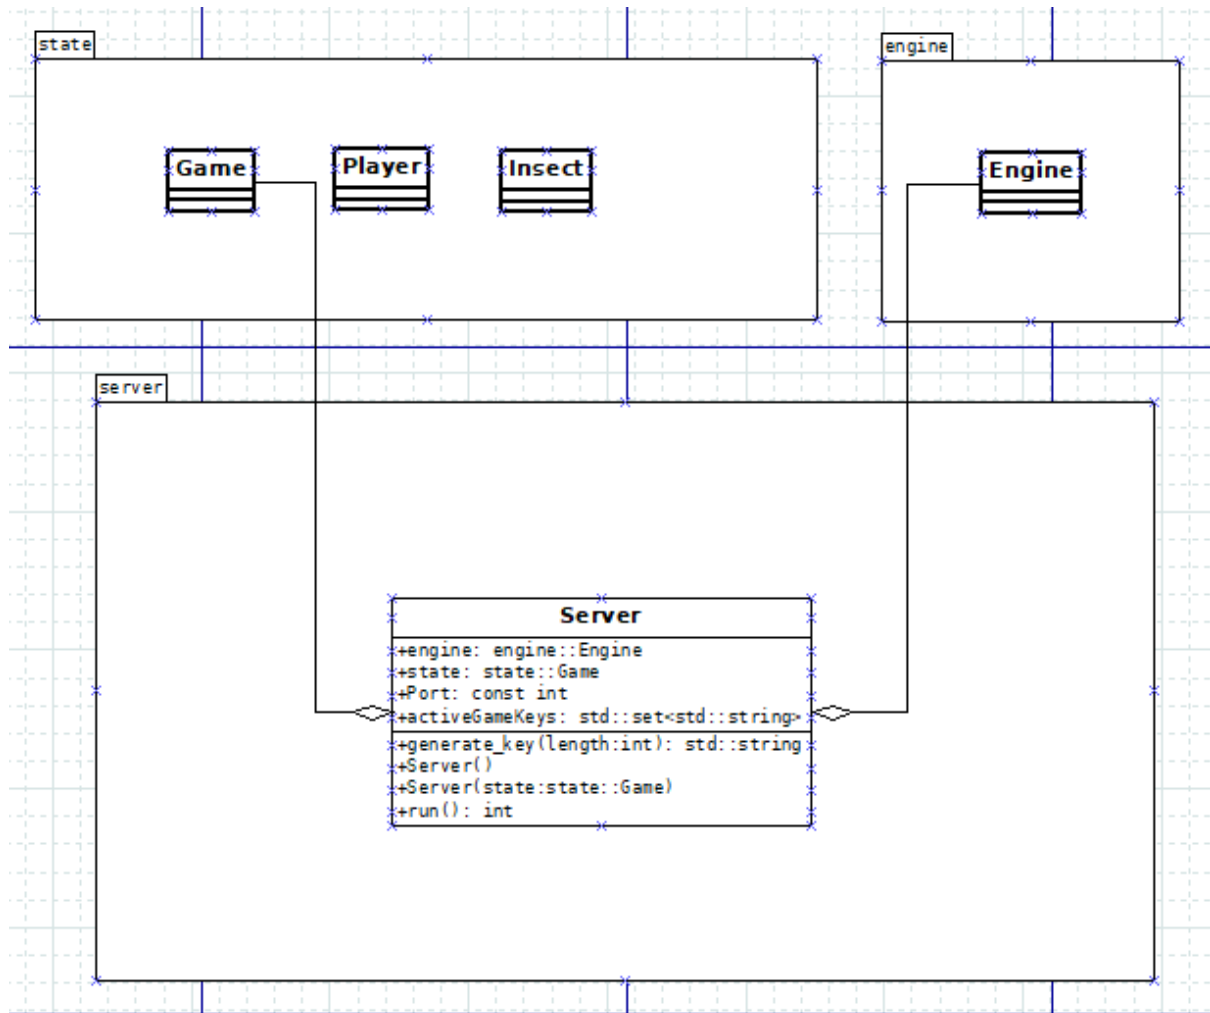 state
engine
Game
Player
Insect
Engine
server
Server
+engine: engine::Engine
+state: state::Game
+Port: const int
+activeGameKeys: std::set<std::string>
+generate_key(length:int): std::string
+Server()
+Server(state:state::Game)
+run(): int